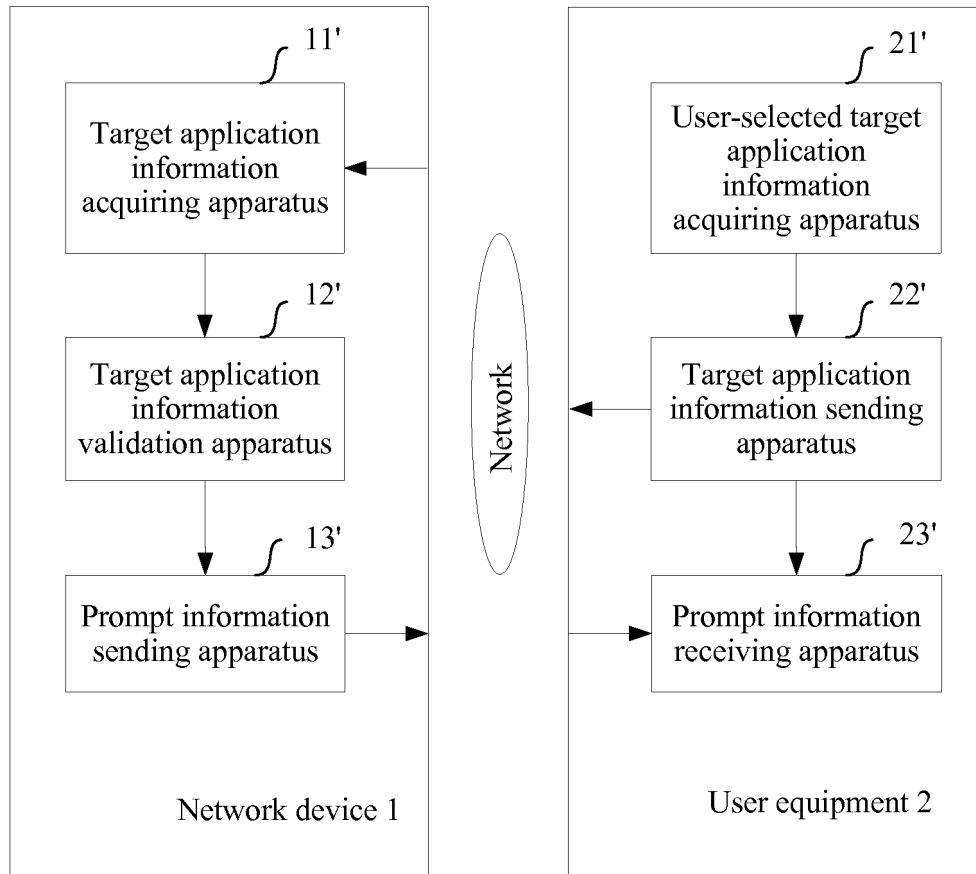 11'
Target application
information
acquiring apparatus
12'
Target application
information
validation apparatus
13'
Prompt information
sending apparatus
Network device 1
Network
21'
User-selected target
application
information
acquiring apparatus
22'
Target application
information sending
apparatus
23'
Prompt information
receiving apparatus
User equipment 2